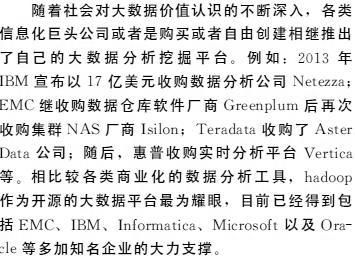 随着社会对大数据价值认识的不断深入，各类
信息化巨头公司或者是购买或者自由创建相继推出
了自己的大数据分析挖掘平台。例如：2013 年
IBM 宣布以 17 亿美元收购数据分析公司 Netezza；
EMC 继收购数据仓库软件厂商 Greenplum 后再次
收购集群 NAS 厂商 Isilon；Teradata 收购了 Aster
Data 公司；随后，惠普收购实时分析平台 Vertica
等。相比较各类商业化的数据分析工具，hadoop
作为开源的大数据平台最为耀眼，目前已经得到包
括 EMC、IBM、Informatica、Microsoft 以及 Ora-
cle 等多加知名企业的大力支撑。